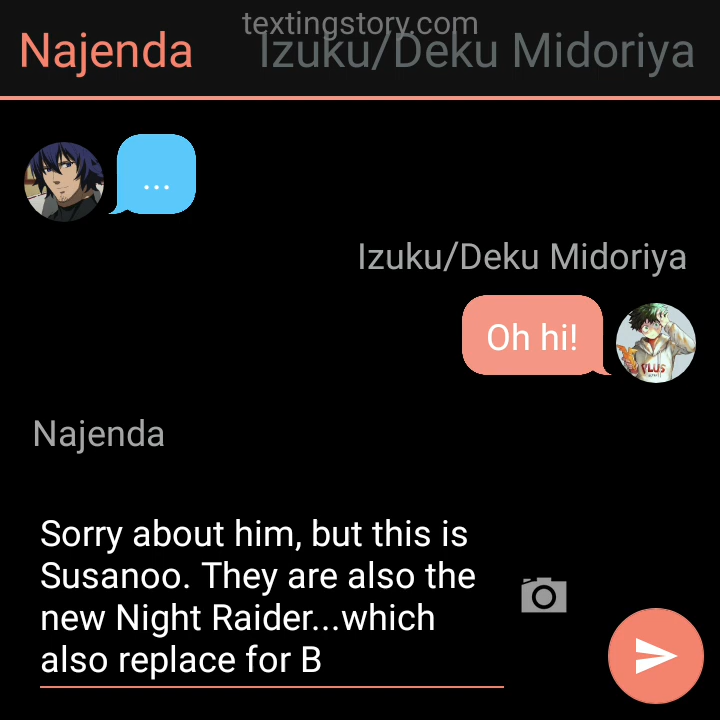 textingstory.com
Najenda Izuku/Deku Midoriya
...
Izuku/Deku Midoriya
Oh hi!
PLUS
Najenda
Sorry about him, but this is
Susanoo. They are also the
new Night Raider...which
also replace for B